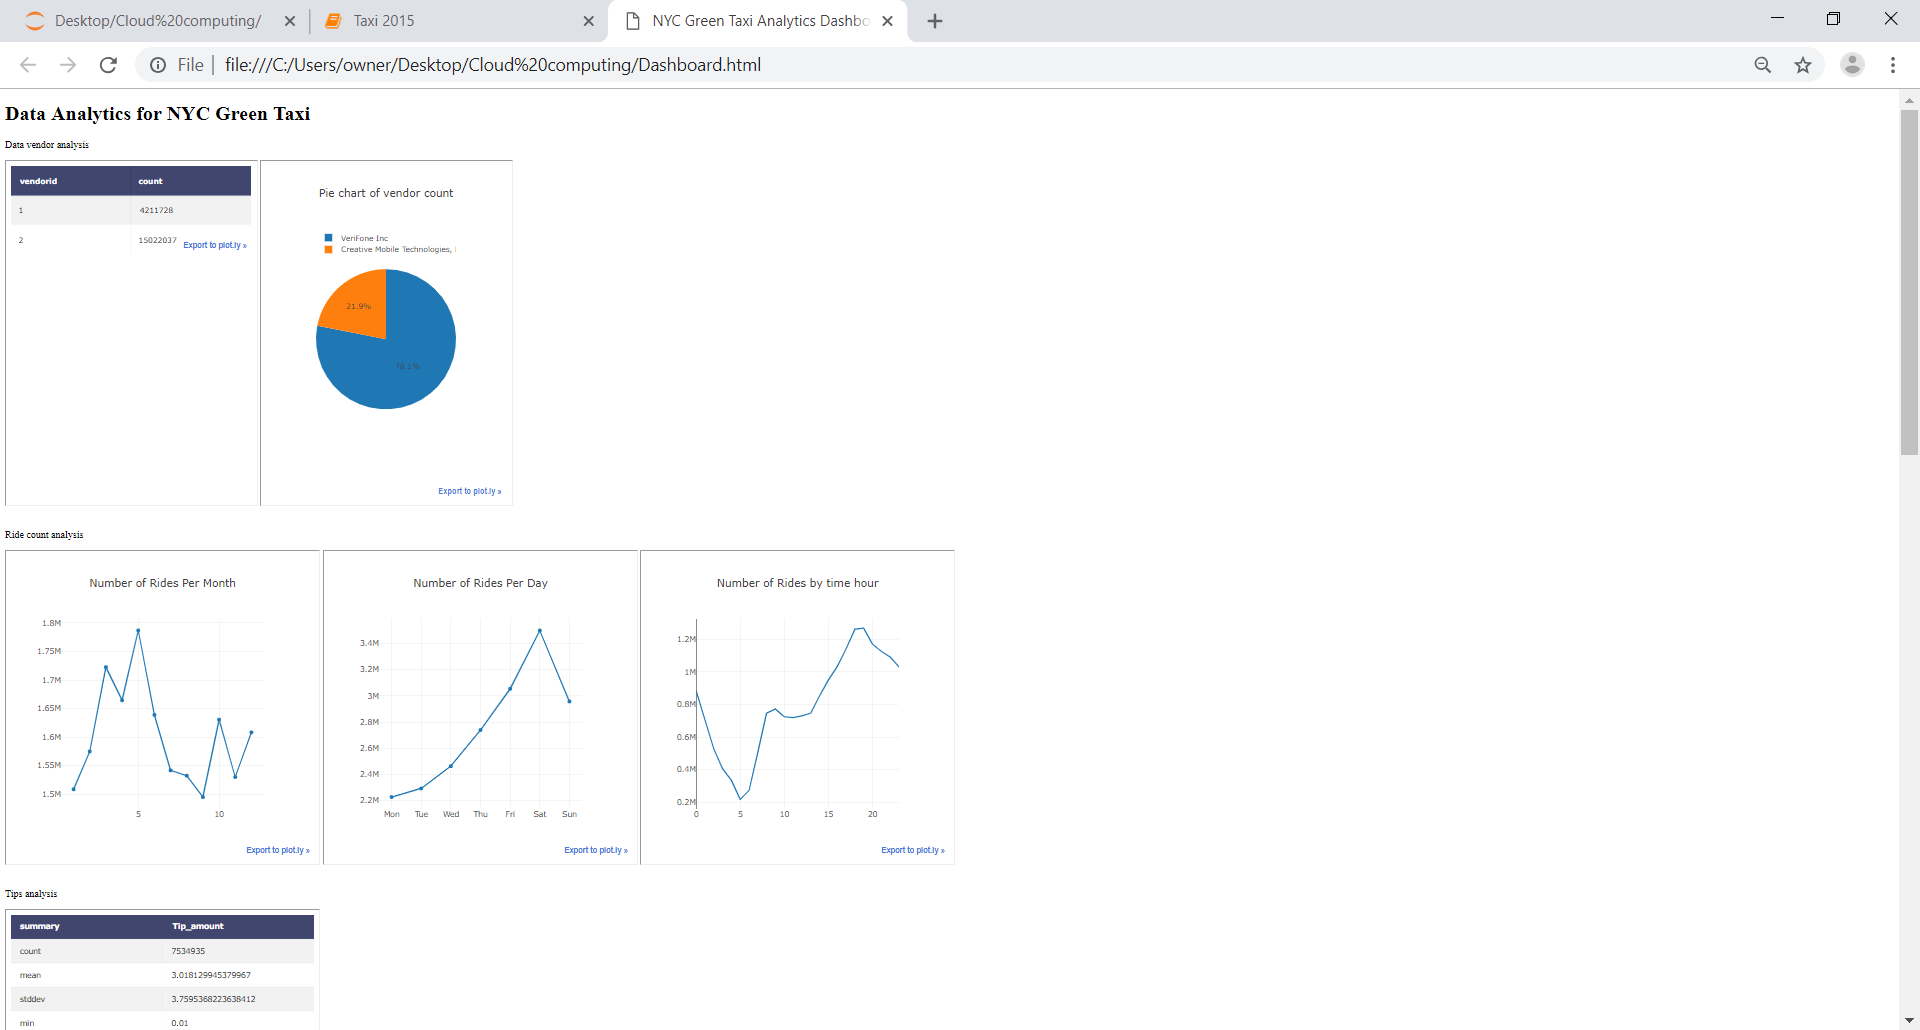 Desktop/Cloud%20computing/
Taxi 2015
NYC Green Taxi Analytics Dashbo
File
file:///C:/Users/owner/Desktop/Cloud%20computing/Dashboard.html
Data Analytics for NYC Green Taxi
Data vendor analysis
vendorid count
1 4211728
2 15022037
Export to plot.ly »
Pie chart of vendor count
VeriFone Inc
Creative Mobile Technologies,
21.9%
78.1%
Export to plot.ly »
Ride count analysis
Number of Rides Per Month
1.8M
1.75M
1.7M
1.65M
1.6M
1.55M
1.5M
5 10
Export to plot.ly »
Number of Rides Per Day
3.4M
3.2M
3M
2.8M
2.6M
2.4M
2.2M
Mon Tue Wed Thu Fri Sat Sun
Export to plot.ly »
Number of Rides by time hour
1.2M
1M
0.8M
0.6M
0.4M
0.2M
0 5 10 15 20
Export to plot.ly »
Tips analysis
summary Tip_amount
count 7534935
mean 3.018129945379967
stddev 3.7595368223638412
min 0.01